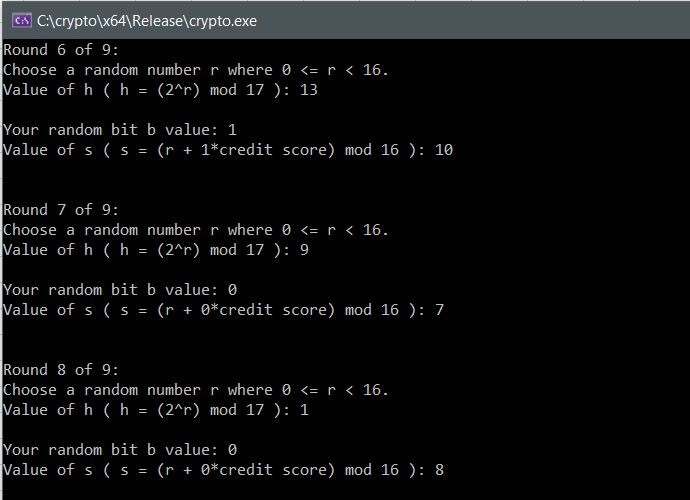 C:\crypto\x64\Release\crypto.exe
Round 6 of 9:
Choose a random number r where 0 <= r < 16.
Value of h ( h = (2^r) mod 17 ): 13
Your random bit b value: 1
Value of s ( s = (r + 1*credit score) mod 16 ): 10
Round 7 of 9:
Choose a random number r where 0 <= r < 16.
Value of h ( h = (2^r) mod 17 ): 9
Your random bit b value: 0
Value of s ( s = (r + 0*credit score) mod 16 ): 7
Round 8 of 9:
Choose a random number r where 0 <= r < 16.
Value of h ( h = (2^r) mod 17 ): 1
Your random bit b value: 0
Value of s ( s = (r + 0*credit score) mod 16 ): 8